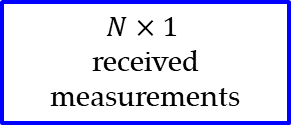 N × 1
received
measurements